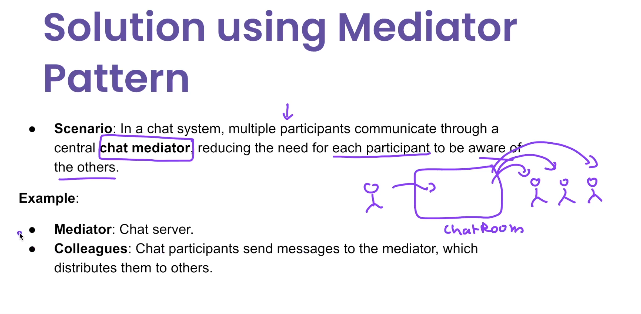 Solution using Mediator
Pattern
● Scenario: In a chat system, multiple participants communicate through a
central chat mediator, reducing the need for each participant to be aware of
the others.
Example:
● Mediator: Chat server.
● Colleagues: Chat participants send messages to the mediator, which
distributes them to others.
ChatRoom